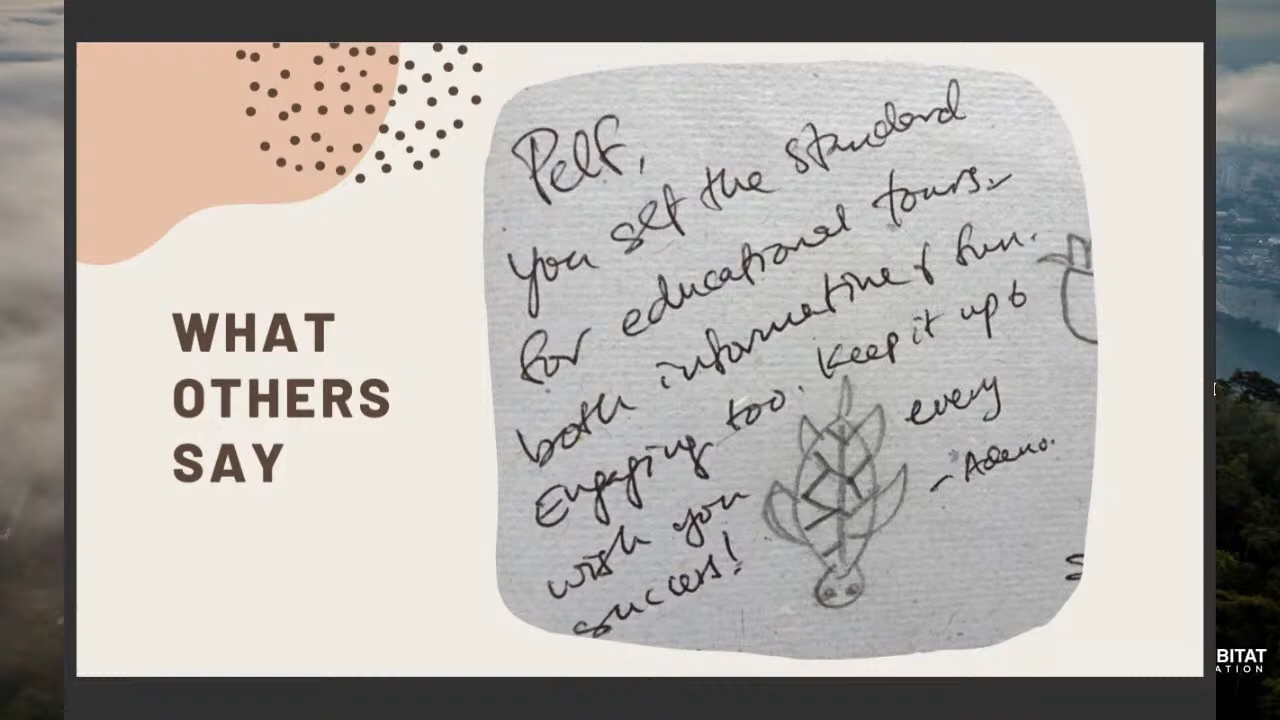 WHAT
OTHERS
SAY
Pelf,
you set the standard
for educational tours -
both informative & fun.
Engaging too. Keep it up &
wish you every
success!
BITAT
ATION